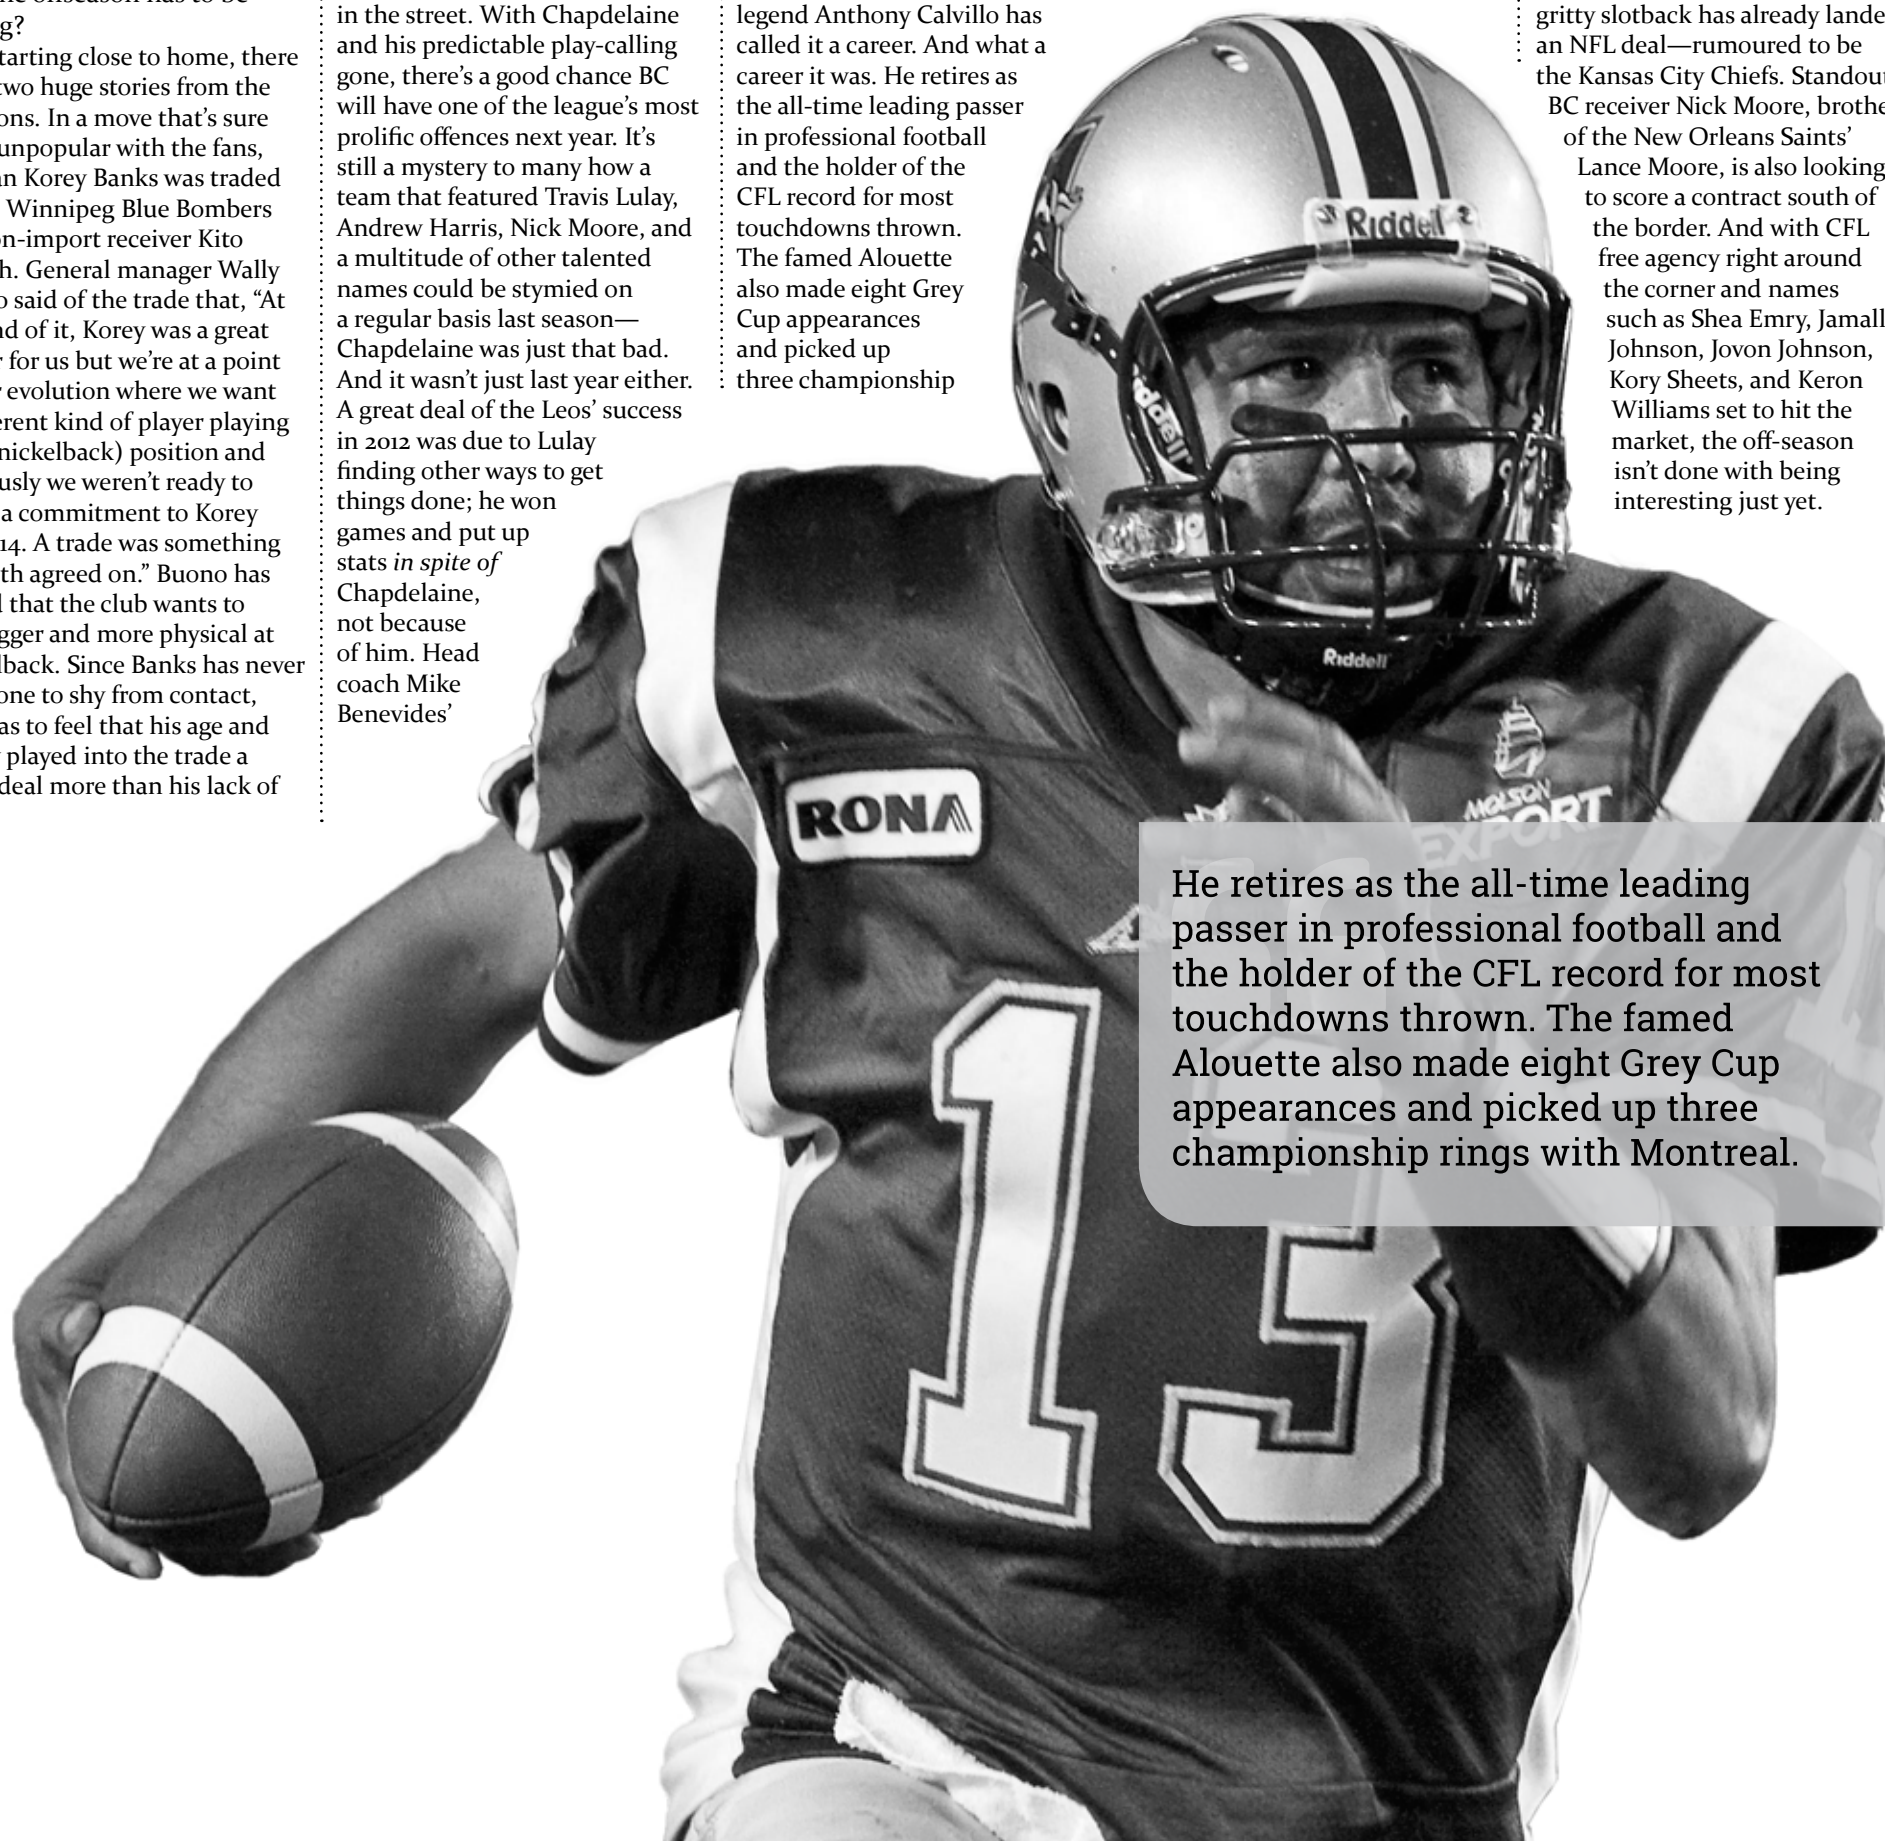 g?
tarting close to home, there
two huge stories from the
ons. In a move that's sure
unpopular with the fans,
an Korey Banks was traded
Winnipeg Blue Bombers
on-import receiver Kito
h. General manager Wally
o said of the trade that, “At
nd of it, Korey was a great
r for us but we're at a point
r evolution where we want
erent kind of player playing
nickelback) position and
usly we weren't ready to
a commitment to Korey
14. A trade was something
th agreed on.” Buono has
l that the club wants to
gger and more physical at
lback. Since Banks has never
one to shy from contact,
as to feel that his age and
y played into the trade a
deal more than his lack of
in the street. With Chapdelaine
and his predictable play-calling
gone, there's a good chance BC
will have one of the league's most
prolific offences next year. It's
still a mystery to many how a
team that featured Travis Lulay,
Andrew Harris, Nick Moore, and
a multitude of other talented
names could be stymied on
a regular basis last season—
Chapdelaine was just that bad.
And it wasn't just last year either.
A great deal of the Leos' success
in 2012 was due to Lulay
finding other ways to get
things done; he won
games and put up
stats in spite of
Chapdelaine,
not because
of him. Head
coach Mike
Benevides'
legend Anthony Calvillo has
called it a career. And what a
career it was. He retires as
the all-time leading passer
in professional football
and the holder of the
CFL record for most
touchdowns thrown.
The famed Alouette
also made eight Grey
Cup appearances
and picked up
three championship
gritty slotback has already lande
an NFL deal—rumoured to be
the Kansas City Chiefs. Standout
BC receiver Nick Moore, brothe
of the New Orleans Saints'
Lance Moore, is also looking
to score a contract south of
the border. And with CFL
free agency right around
the corner and names
such as Shea Emry, Jamall
Johnson, Jovon Johnson,
Kory Sheets, and Keron
Williams set to hit the
market, the off-season
isn't done with being
interesting just yet.
Riddell
Riddell
Riddell
RONA
MOLSON
EXPORT
He retires as the all-time leading
passer in professional football and
the holder of the CFL record for most
touchdowns thrown. The famed
Alouette also made eight Grey Cup
appearances and picked up three
championship rings with Montreal.
13